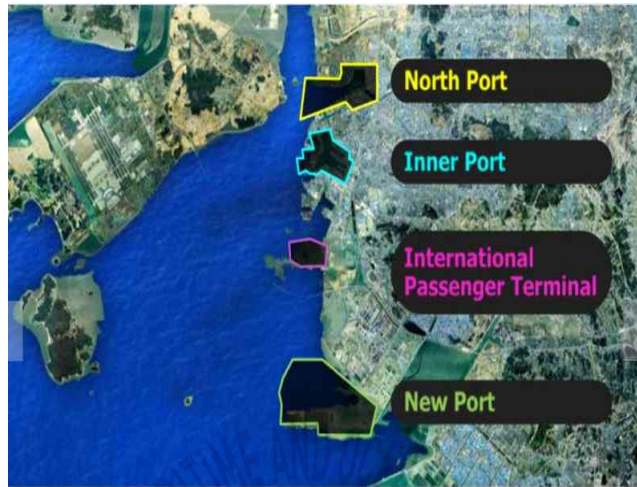 North Port
Inner Port
International
Passenger Terminal
New Port